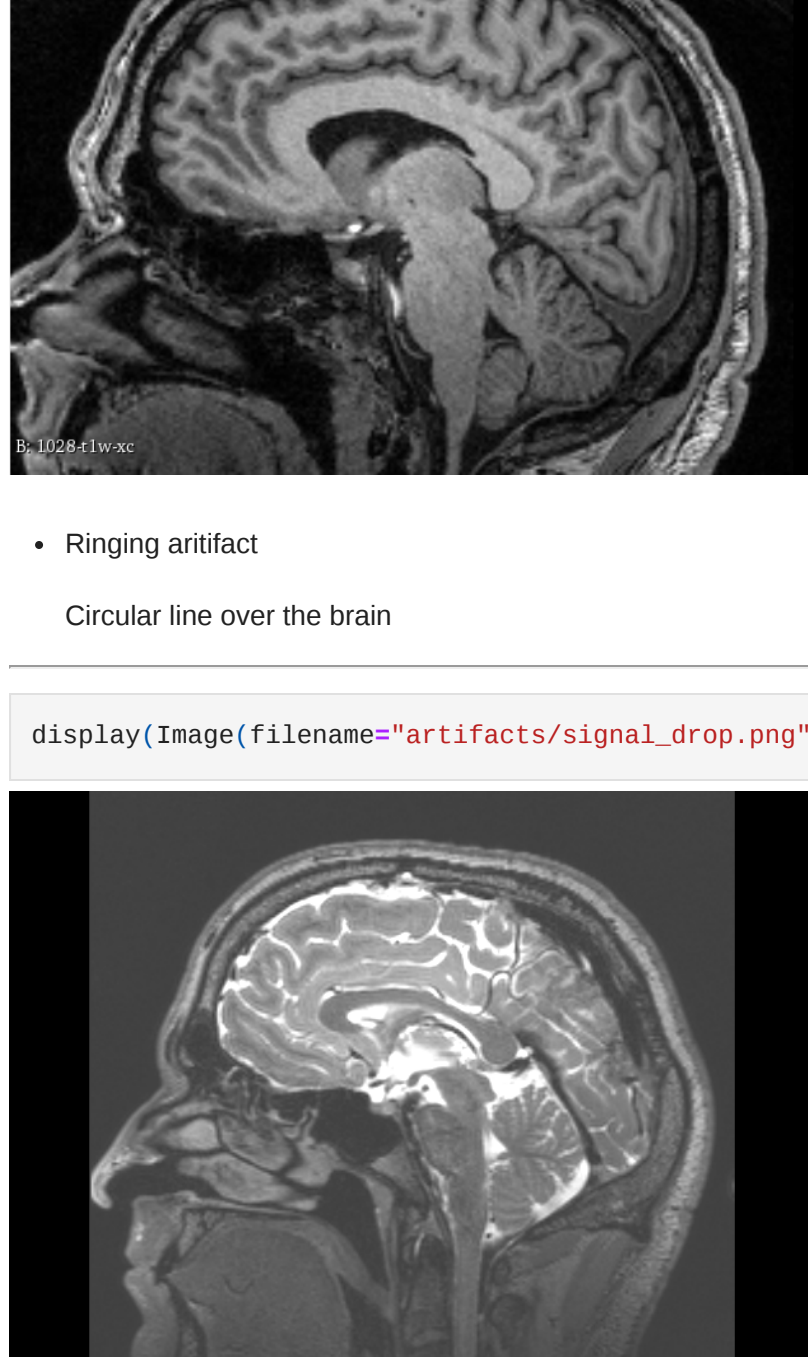 B: 1028-t1w-xc
Ringing aritifact
Circular line over the brain
display(Image(filename="artifacts/signal_drop.png"